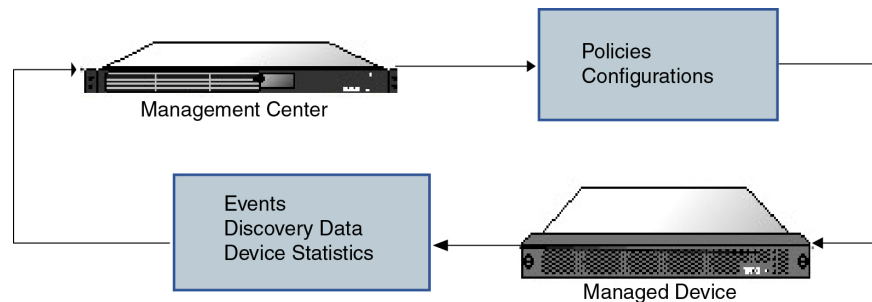 Policies
Configurations
Management Center
Events
Discovery Data
Device Statistics
Managed Device